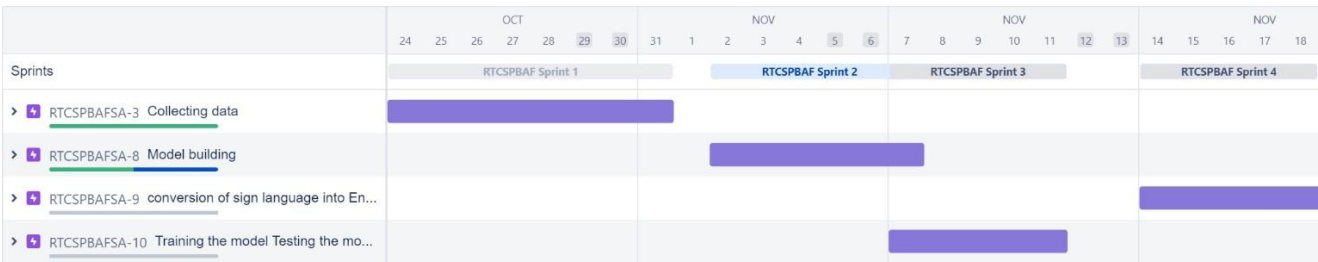 OCT NOV NOV NOV
24 25 26 27 28 29 30 31 1 2 3 4 5 6 7 8 9 10 11 12 13 14 15 16 17 18
Sprints RTCSPBAF Sprint 1 RTCSPBAF Sprint 2 RTCSPBAF Sprint 3 RTCSPBAF Sprint 4
RTCSPBAFSA-3 Collecting data
RTCSPBAFSA-8 Model building
RTCSPBAFSA-9 conversion of sign language into En...
RTCSPBAFSA-10 Training the model Testing the mo...